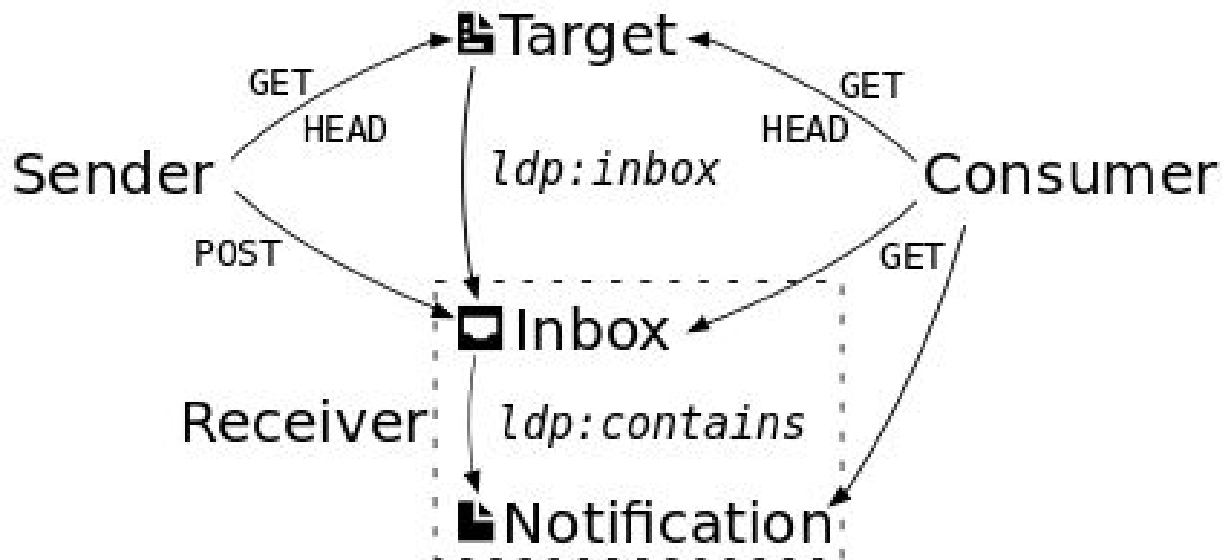 Target
GET
GET
HEAD
HEAD
Sender
ldp:inbox
Consumer
POST
GET
Inbox
Receiver
ldp:contains
Notification